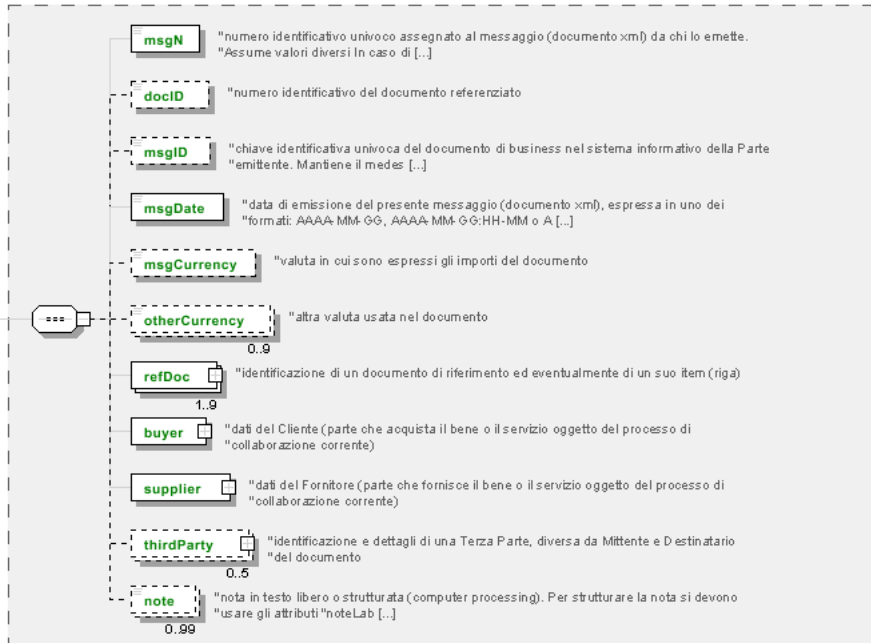 msgN
"numero identificativo univoco assegnato al messaggio (documento xml) da chi lo emette.
"Assume valori diversi In caso di [...]
docID
"numero identificativo del documento referenziato
msgID
"chiave identificativa univoca del documento di business nel sistema informativo della Parte
"emittente. Mantiene il medes [...]
msgDate
"data di emissione del presente messaggio (documento xml), espressa in uno dei
"formati: AAAA-MM-GG, AAAA-MM-GG:HH-MM o A [...]
msgCurrency
"valuta in cui sono espressi gli importi del documento
otherCurrency
"altra valuta usata nel documento
0..9
refDoc
"identificazione di un documento di riferimento ed eventualmente di un suo item (riga)
1..9
buyer
"dati del Cliente (parte che acquista il bene o il servizio oggetto del processo di
"collaborazione corrente)
supplier
"dati del Fornitore (parte che fornisce il bene o il servizio oggetto del processo di
"collaborazione corrente)
thirdParty
"identificazione e dettagli di una Terza Parte, diversa da Mittente e Destinatario
"del documento
0..5
note
"nota in testo libero o strutturata (computer processing). Per strutturare la nota si devono
"usare gli attributi "noteLab [...]
0..99